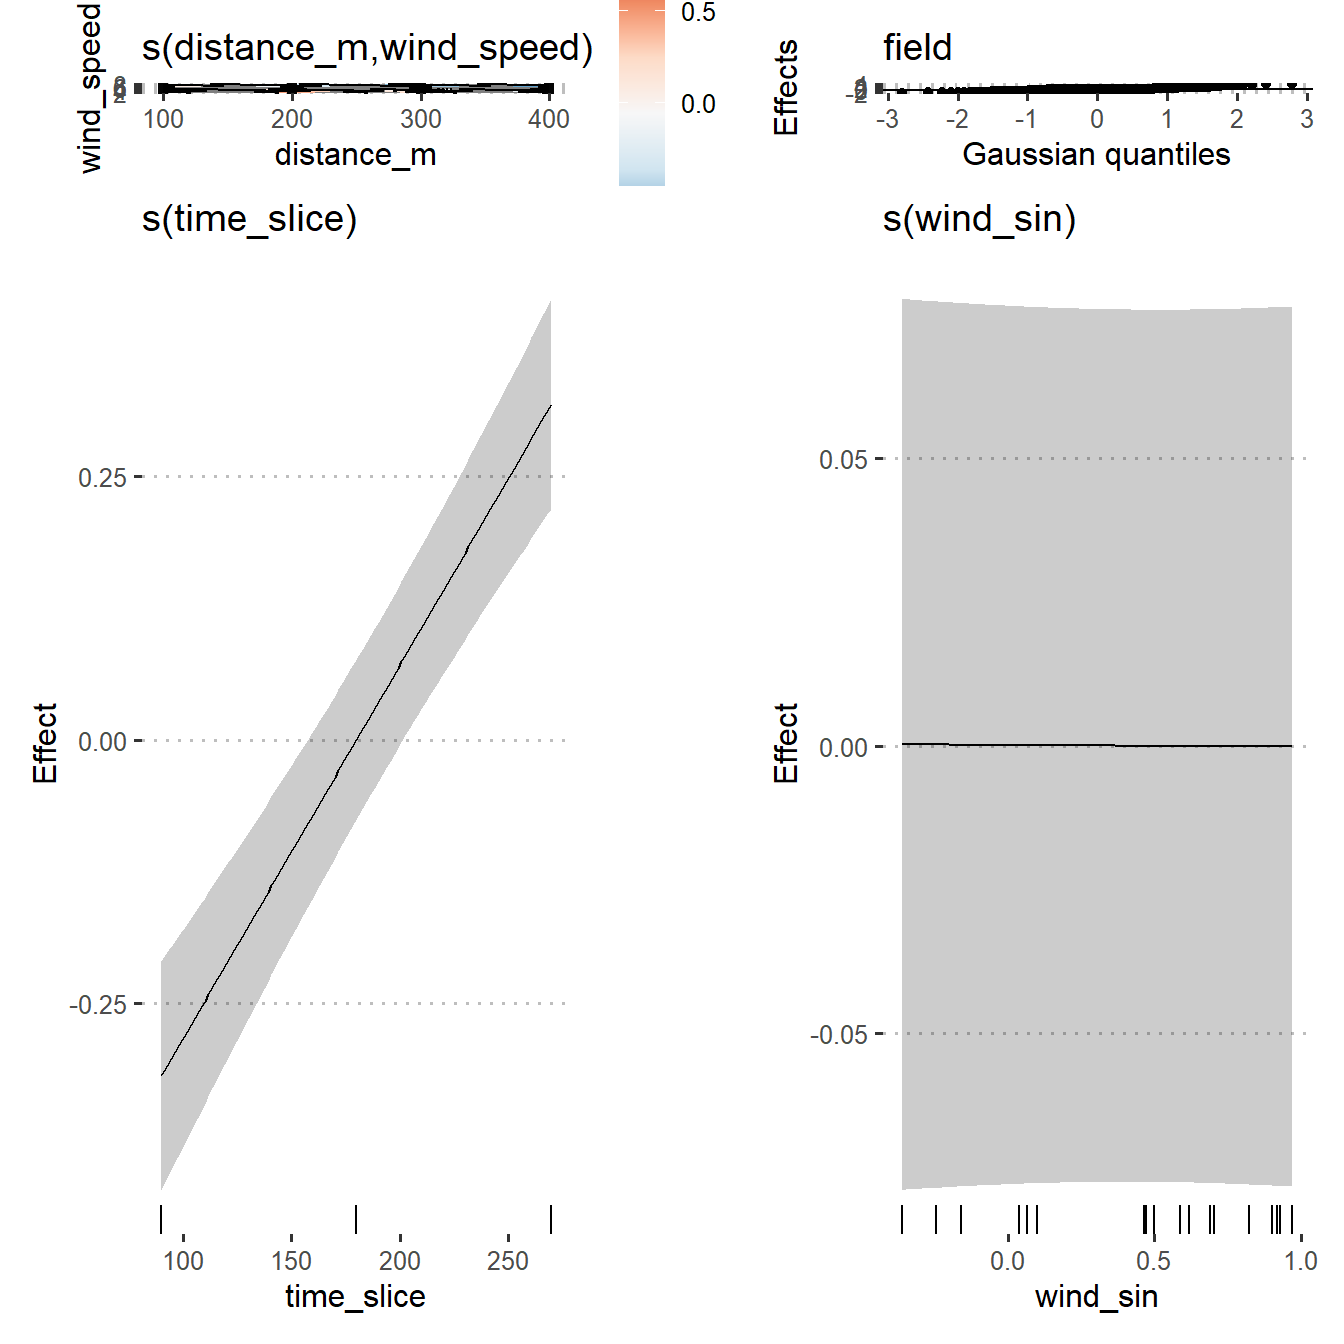 s(distance_m,wind_speed)
wind_speed
100 200 300 400
distance_m
0.5
0.0
field
Effects
-3 -2 -1 0 1 2 3
Gaussian quantiles
s(time_slice)
Effect
0.25
0.00
-0.25
100 150 200 250
time_slice
s(wind_sin)
Effect
0.05
0.00
-0.05
0.0 0.5 1.0
wind_sin